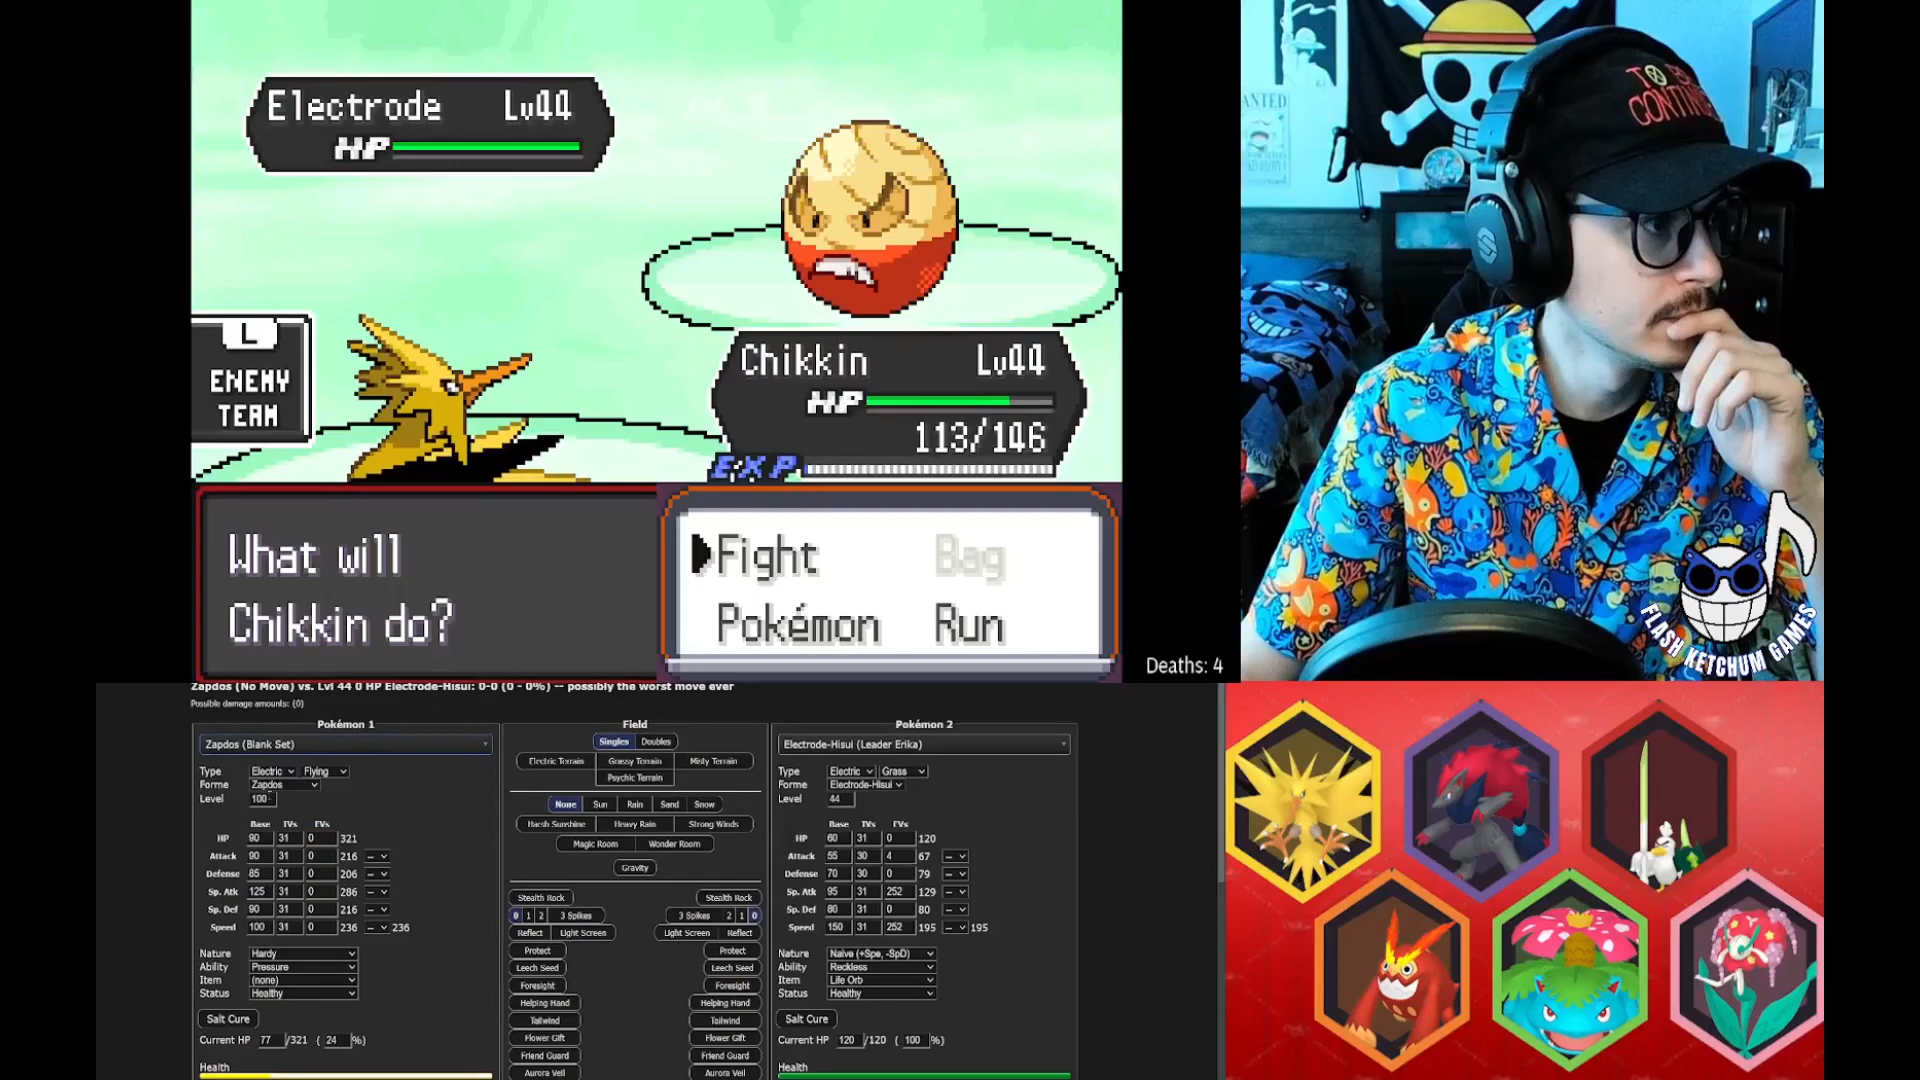 Electrode Lv44
HP
L
ENEMY
TEAM
Chikkin Lv44
HP
113/146
EXP
What will
Chikkin do?
Fight Bag
Pokémon Run
Deaths: 4
WANTED
TO BE
CONTINUED
FLASH KETCHUM GAMES
Zapdos (No Move) vs. Lvl 44 0 HP Electrode-Hisui: 0-0 (0 - 0%) -- possibly the worst move ever
Possible damage amounts: (0)
Pokémon 1
Zapdos (Blank Set)
Type Electric Flying
Forme Zapdos
Level 100
Base IVs EVs
HP 90 31 0 321
Attack 90 31 0 216 --
Defense 85 31 0 206 --
Sp. Atk 125 31 0 286 --
Sp. Def 90 31 0 216 --
Speed 100 31 0 236 -- 236
Nature Hardy
Ability Pressure
Item (none)
Status Healthy
Salt Cure
Current HP 77 /321 ( 24 %)
Health
Field
Singles Doubles
Electric Terrain Grassy Terrain Misty Terrain
Psychic Terrain
None Sun Rain Sand Snow
Harsh Sunshine Heavy Rain Strong Winds
Magic Room Wonder Room
Gravity
Stealth Rock Stealth Rock
0 1 2 3 Spikes 3 Spikes 2 1 0
Reflect Light Screen Light Screen Reflect
Protect Protect
Leech Seed Leech Seed
Foresight Foresight
Helping Hand Helping Hand
Tailwind Tailwind
Flower Gift Flower Gift
Friend Guard Friend Guard
Aurora Veil Aurora Veil
Pokémon 2
Electrode-Hisui (Leader Erika)
Type Electric Grass
Forme Electrode-Hisui
Level 44
Base IVs EVs
HP 60 31 0 120
Attack 55 30 4 67 --
Defense 70 30 0 79 --
Sp. Atk 95 31 252 129 --
Sp. Def 80 31 0 80 --
Speed 150 31 252 195 -- 195
Nature Naive (+Spe, -SpD)
Ability Reckless
Item Life Orb
Status Healthy
Salt Cure
Current HP 120 /120 ( 100 %)
Health